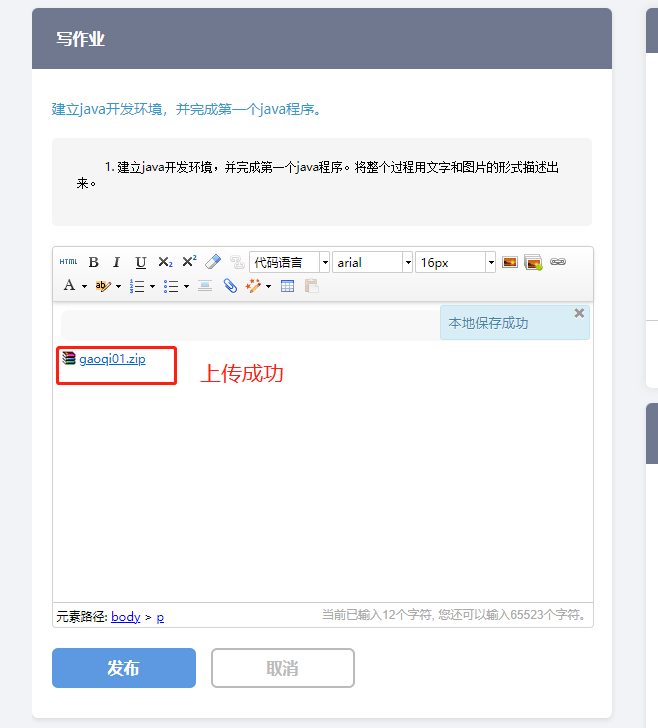 写作业
建立java开发环境，并完成第一个java程序。
1. 建立java开发环境，并完成第一个java程序。将整个过程用文字和图片的形式描述出
来。
HTML B I U X₂ X² 代码语言 arial 16px
A ab
本地保存成功
gaoqi01.zip
上传成功
元素路径: body > p 当前已输入12个字符, 您还可以输入65523个字符。
发布 取消